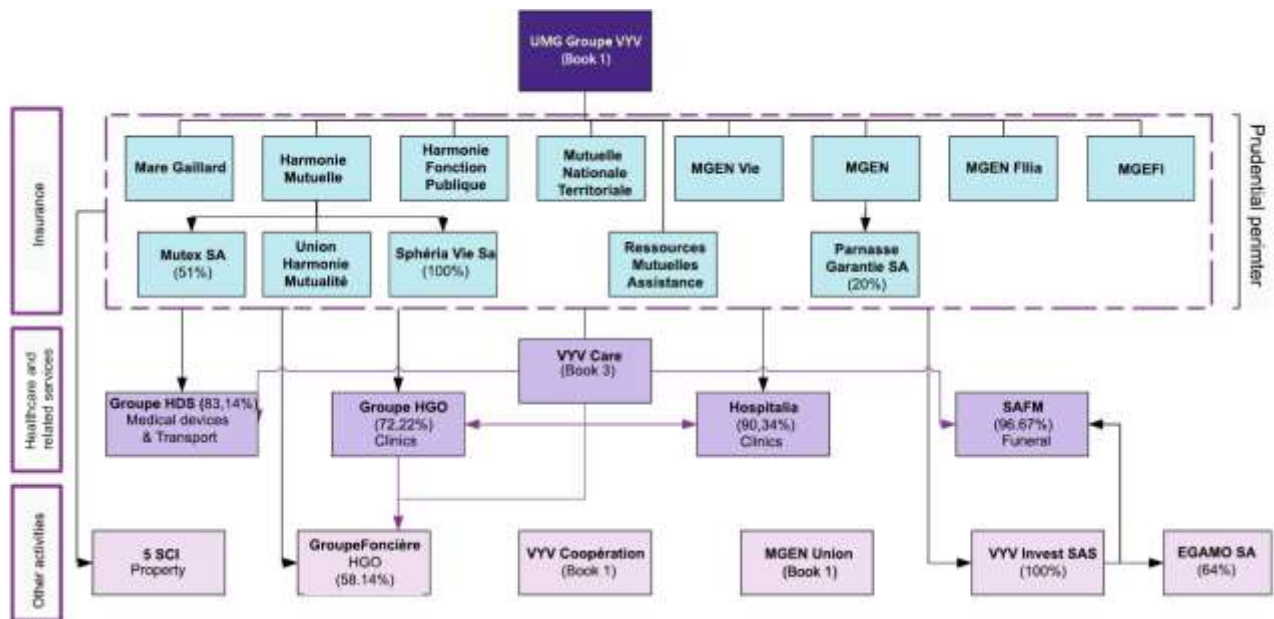 UMG Groupe VYV
(Book 1)
Insurance
Prudential perimter
Mare Gaillard
Harmonie
Mutuelle
Harmonie
Fonction
Publique
Mutuelle
Nationale
Territoriale
MGEN Vie
MGEN
MGEN Filia
MGEFI
Mutex SA
(51%)
Union
Harmonie
Mutualité
Sphéria Vie Sa
(100%)
Ressources
Mutuelles
Assistance
Parnasse
Garantie SA
(20%)
Healthcare and
related services
VYV Care
(Book 3)
Groupe HDS (83,14%)
Medical devices
& Transport
Groupe HGO
(72,22%)
Clinics
Hospitalia
(90,34%)
Clinics
SAFM
(96,67%)
Funeral
Other activities
5 SCI
Property
GroupeFoncière
HGO
(58.14%)
VYV Coopération
(Book 1)
MGEN Union
(Book 1)
VYV Invest SAS
(100%)
EGAMO SA
(64%)